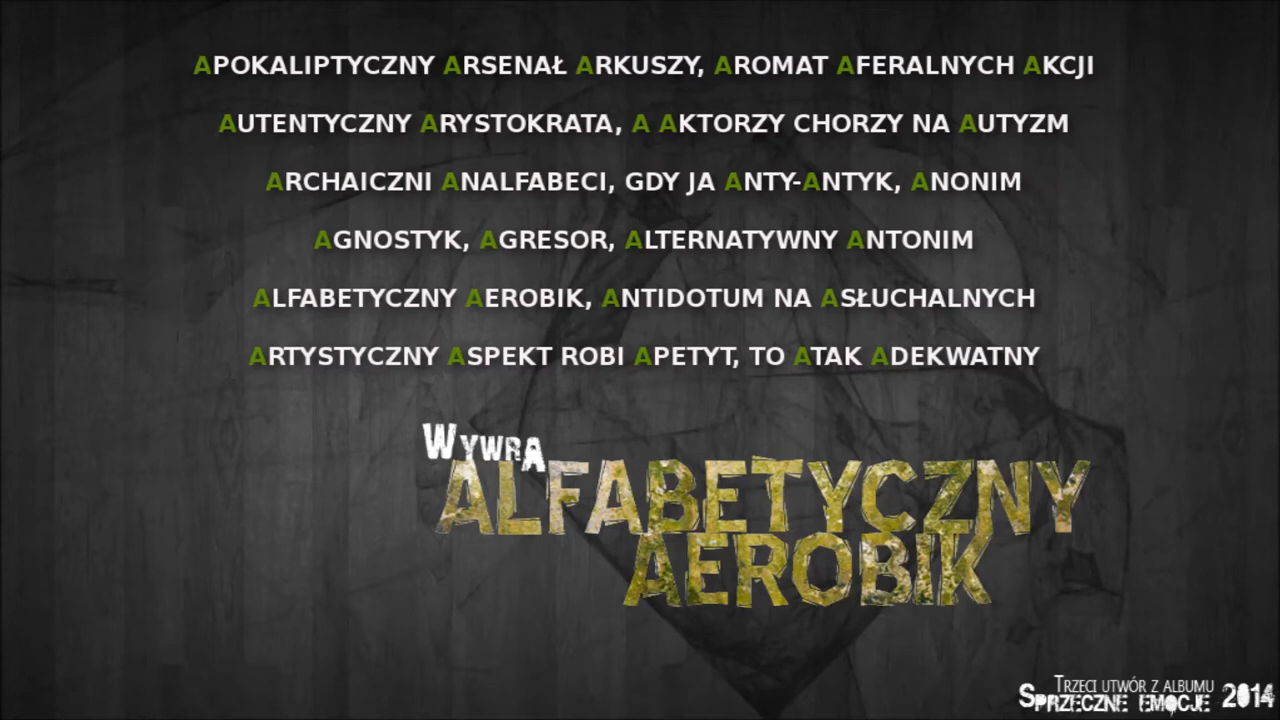 APOKALIPTYCZNY ARSENAŁ ARKUSZY, AROMAT AFERALNYCH AKCJI
AUTENTYCZNY ARYSTOKRATA, A AKTORZY CHORZY NA AUTYZM
ARCHAICZNI ANALFABECI, GDY JA ANTY-ANTYK, ANONIM
AGNOSTYK, AGRESOR, ALTERNATYWNY ANTONIM
ALFABETYCZNY AEROBIK, ANTIDOTUM NA ASŁUCHALNYCH
ARTYSTYCZNY ASPEKT ROBI APETYT, TO ATAK ADEKWATNY
WYWRA
ALFABETYCZNY
AEROBIK
TRZECI UTWÓR Z ALBUMU
SPRZECZNE EMOCJE 2014